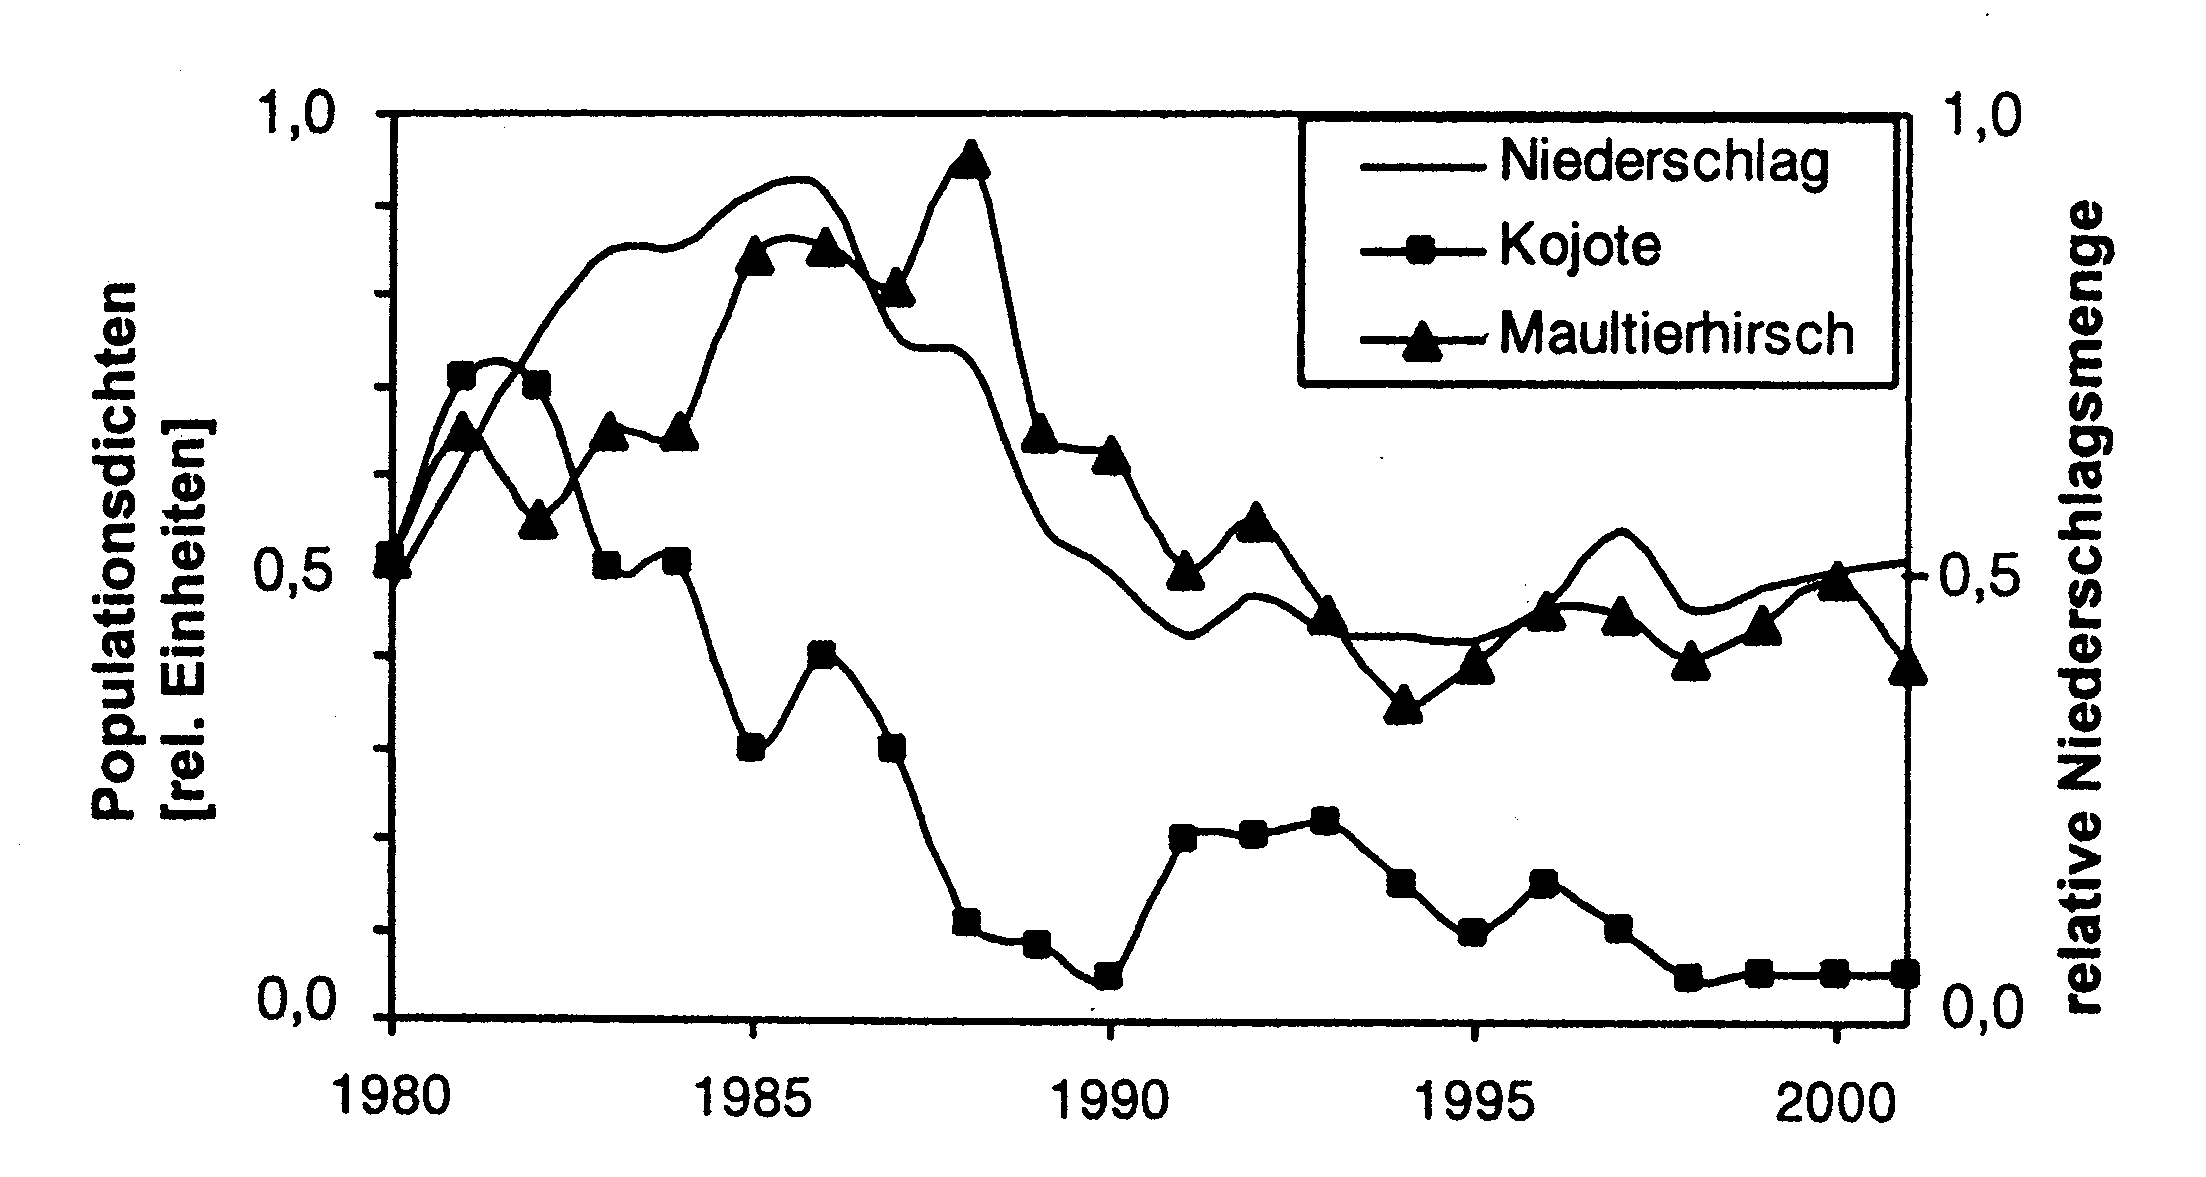 1,0
0,5
0,0
Populationsdichten
[rel. Einheiten]
Niederschlag
Kojote
Maultierhirsch
1,0
0,5
0,0
relative Niederschlagsmenge
1980
1985
1990
1995
2000